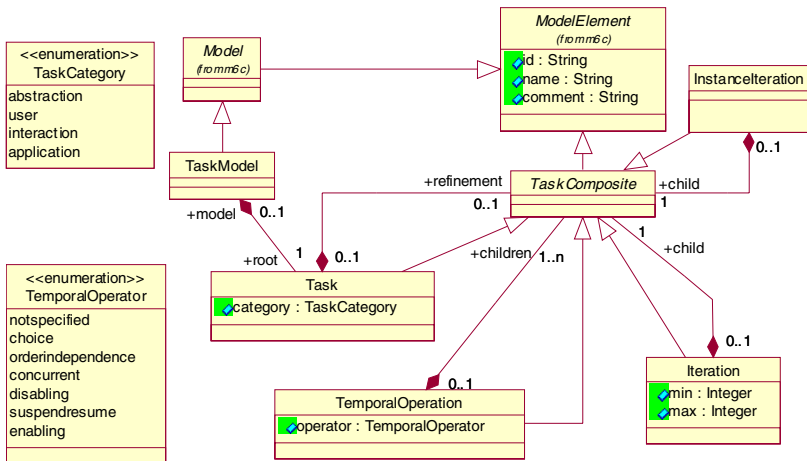 ModelElement
(from m6c)
id : String
name : String
comment : String
Model
(from m6c)
<<enumeration>>
TaskCategory
abstraction
user
interaction
application
InstanceIteration
TaskModel
+refinement
0..1
TaskComposite
+child
1
0..1
+model
0..1
1
+root
0..1
+children
1..n
1
+child
Task
category : TaskCategory
<<enumeration>>
TemporalOperator
notspecified
choice
orderindependence
concurrent
disabling
suspendresume
enabling
0..1
Iteration
min : Integer
max : Integer
0..1
TemporalOperation
operator : TemporalOperator